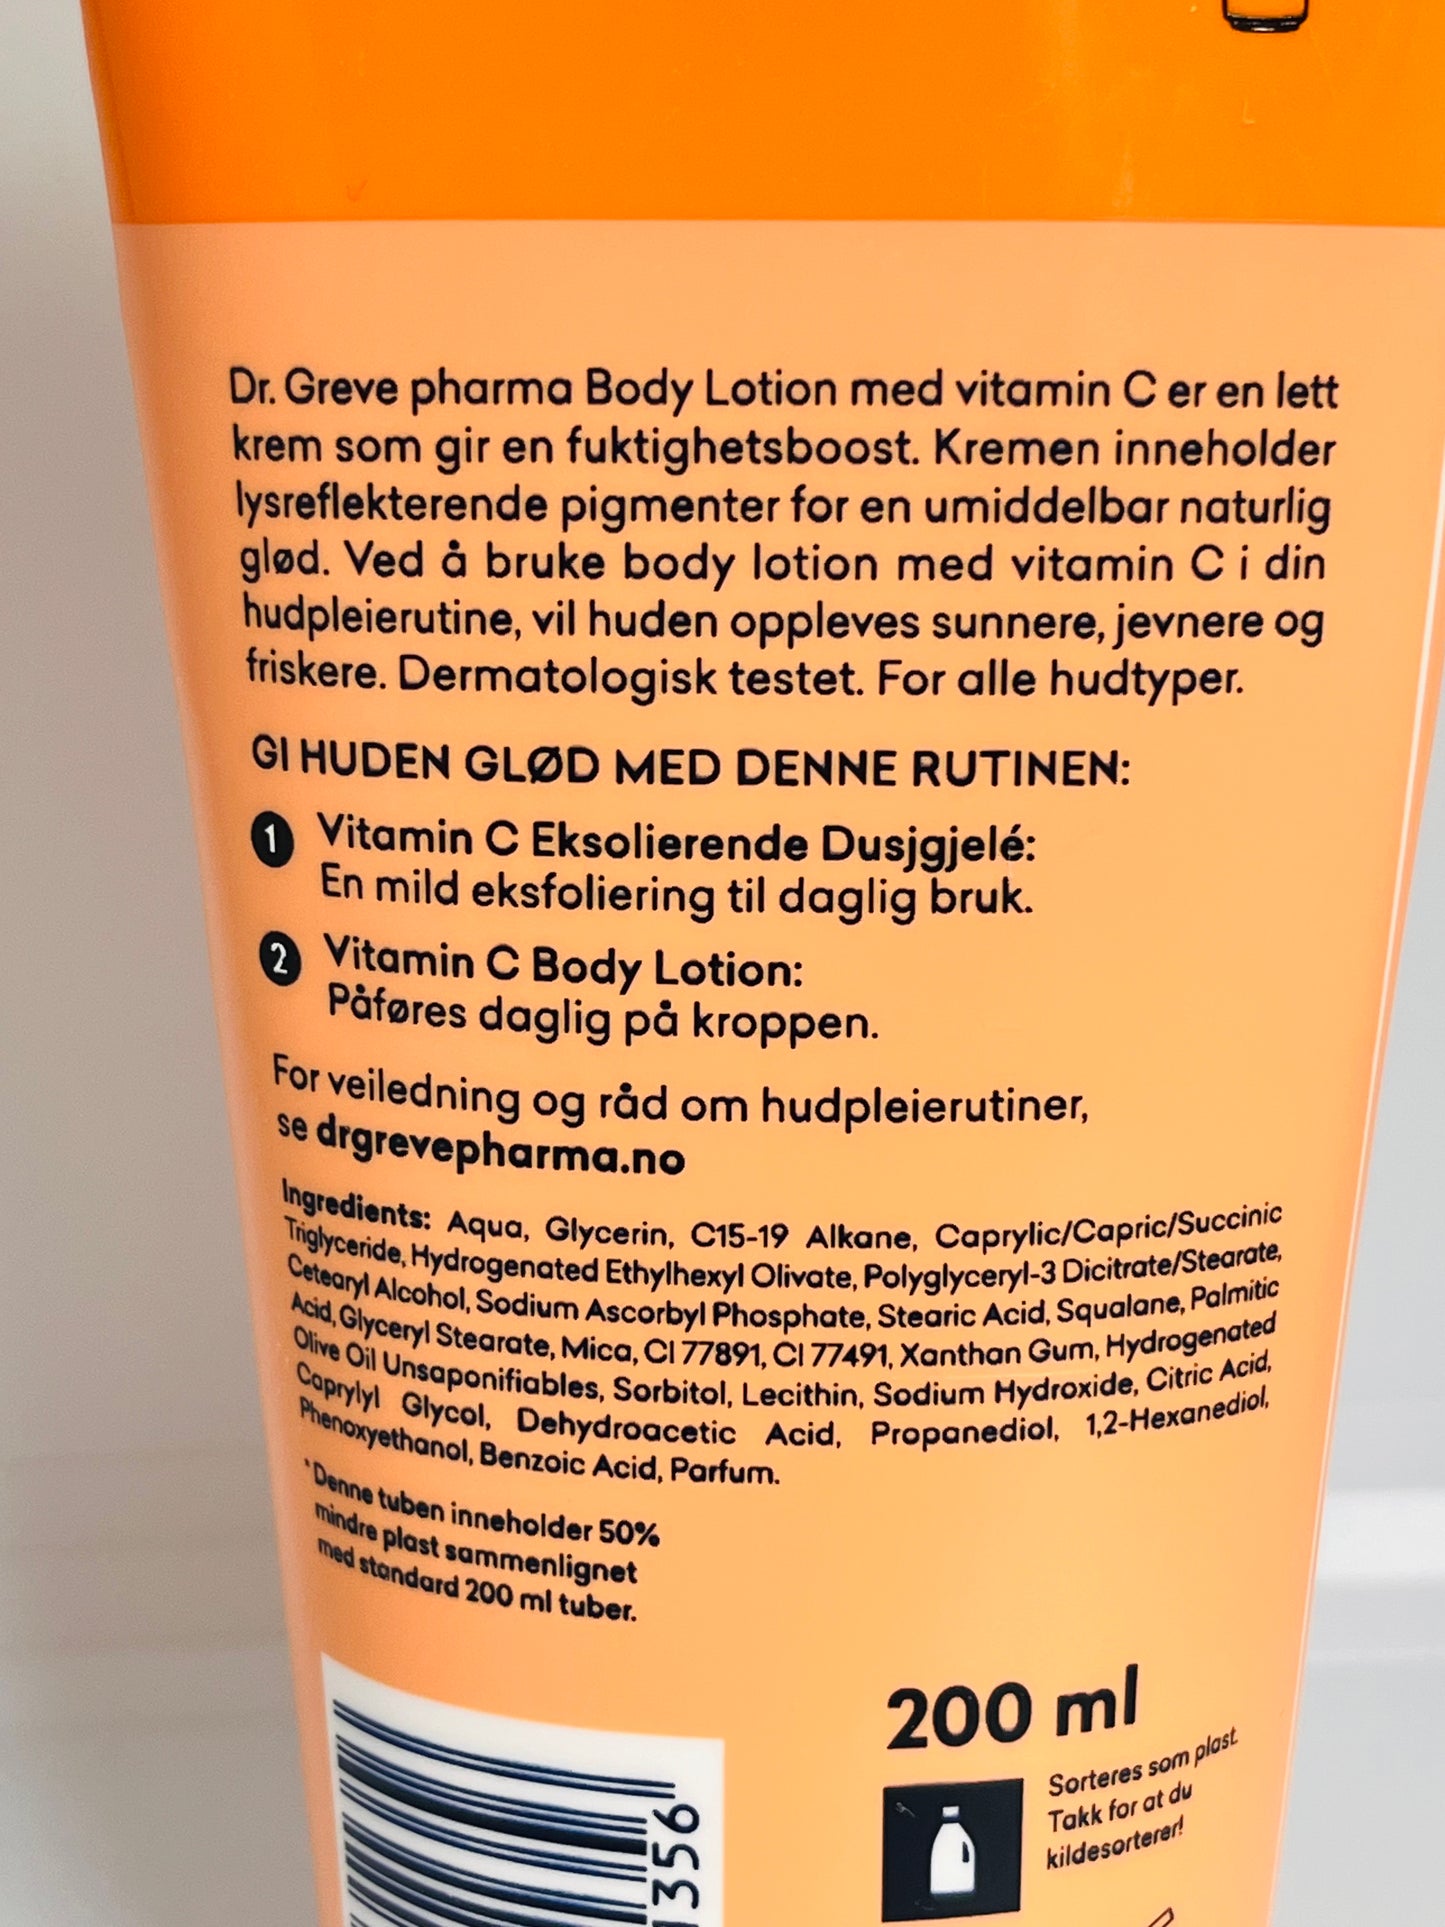 Dr. Greve pharma Body Lotion med vitamin C er en lett
krem som gir en fuktighetsboost. Kremen inneholder
lysreflekterende pigmenter for en umiddelbar naturlig
glød. Ved å bruke body lotion med vitamin C i din
hudpleierutine, vil huden oppleves sunnere, jevnere og
friskere. Dermatologisk testet. For alle hudtyper.
GI HUDEN GLØD MED DENNE RUTINEN:
1 Vitamin C Eksolierende Dusjgjelé:
En mild eksfoliering til daglig bruk.
2 Vitamin C Body Lotion:
Påføres daglig på kroppen.
For veiledning og råd om hudpleierutiner,
se drgrevepharma.no
Ingredients: Aqua, Glycerin, C15-19 Alkane, Caprylic/Capric/Succinic
Triglyceride, Hydrogenated Ethylhexyl Olivate, Polyglyceryl-3 Dicitrate/Stearate,
Cetearyl Alcohol, Sodium Ascorbyl Phosphate, Stearic Acid, Squalane, Palmitic
Acid, Glyceryl Stearate, Mica, CI 77891, CI 77491, Xanthan Gum, Hydrogenated
Olive Oil Unsaponifiables, Sorbitol, Lecithin, Sodium Hydroxide, Citric Acid,
Caprylyl Glycol, Dehydroacetic Acid, Propanediol, 1,2-Hexanediol,
Phenoxyethanol, Benzoic Acid, Parfum.
*Denne tuben inneholder 50%
mindre plast sammenlignet
med standard 200 ml tuber.
200 ml
Sorteres som plast.
Takk for at du
kildesorterer!
356